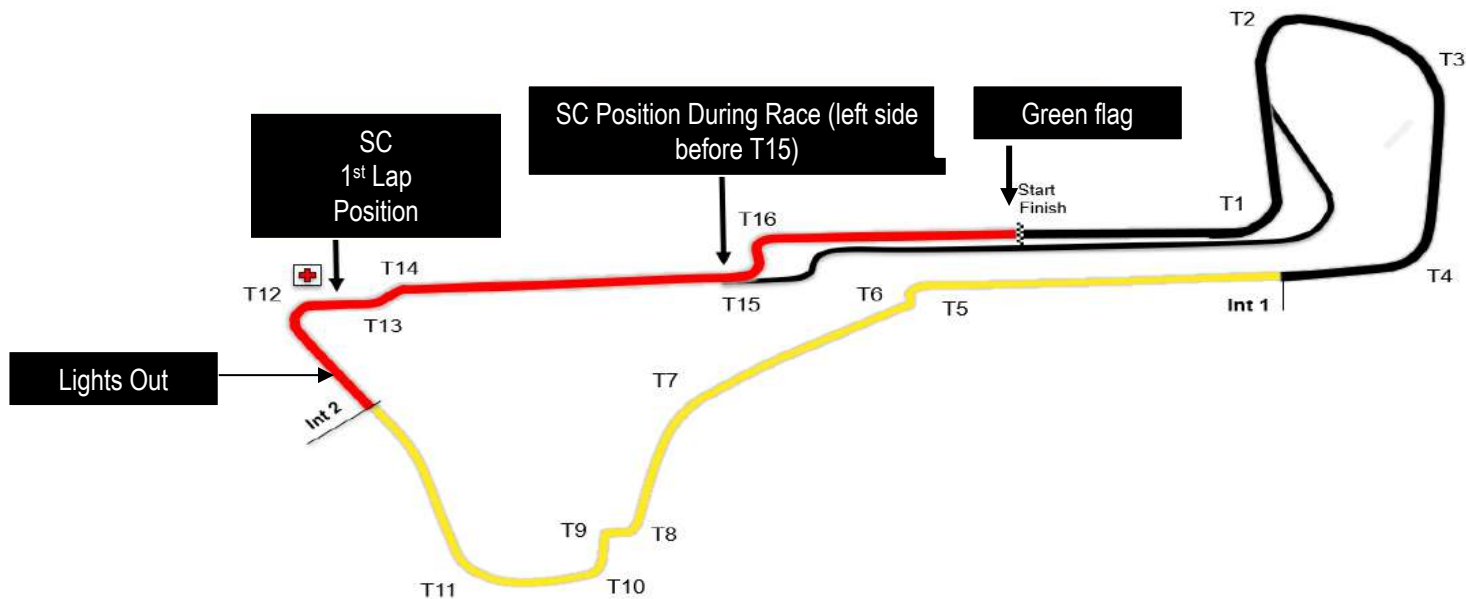 T2
T3
SC Position During Race (left side
before T15)
Green flag
SC
1st Lap
Position
Start
Finish
T1
T16
T14
T12
T13
T15
T6
T5
Int 1
T4
Lights Out
T7
Int 2
T9
T8
T11
T10